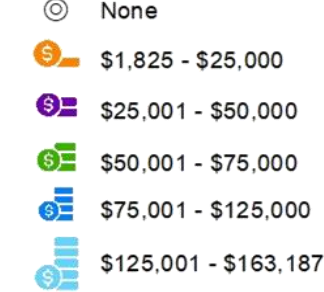 None
$1,825 - $25,000
$25,001 - $50,000
$50,001 - $75,000
$75,001 - $125,000
$125,001 - $163,187